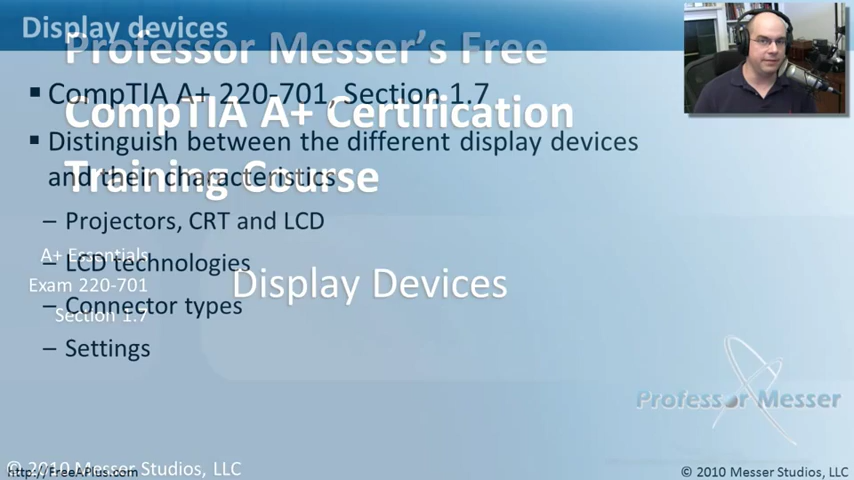 Display devices
Professor Messer's Free
CompTIA A+ Certification
Training Course
▪ CompTIA A+ 220-701, Section 1.7
▪ Distinguish between the different display devices
and their characteristics
– Projectors, CRT and LCD
– LCD technologies
– Connector types
– Settings
A+ Essentials
Exam 220-701
Section 1.7
Display Devices
Professor Messer
© 2010 Messer Studios, LLC
http://FreeAPlus.com
© 2010 Messer Studios, LLC